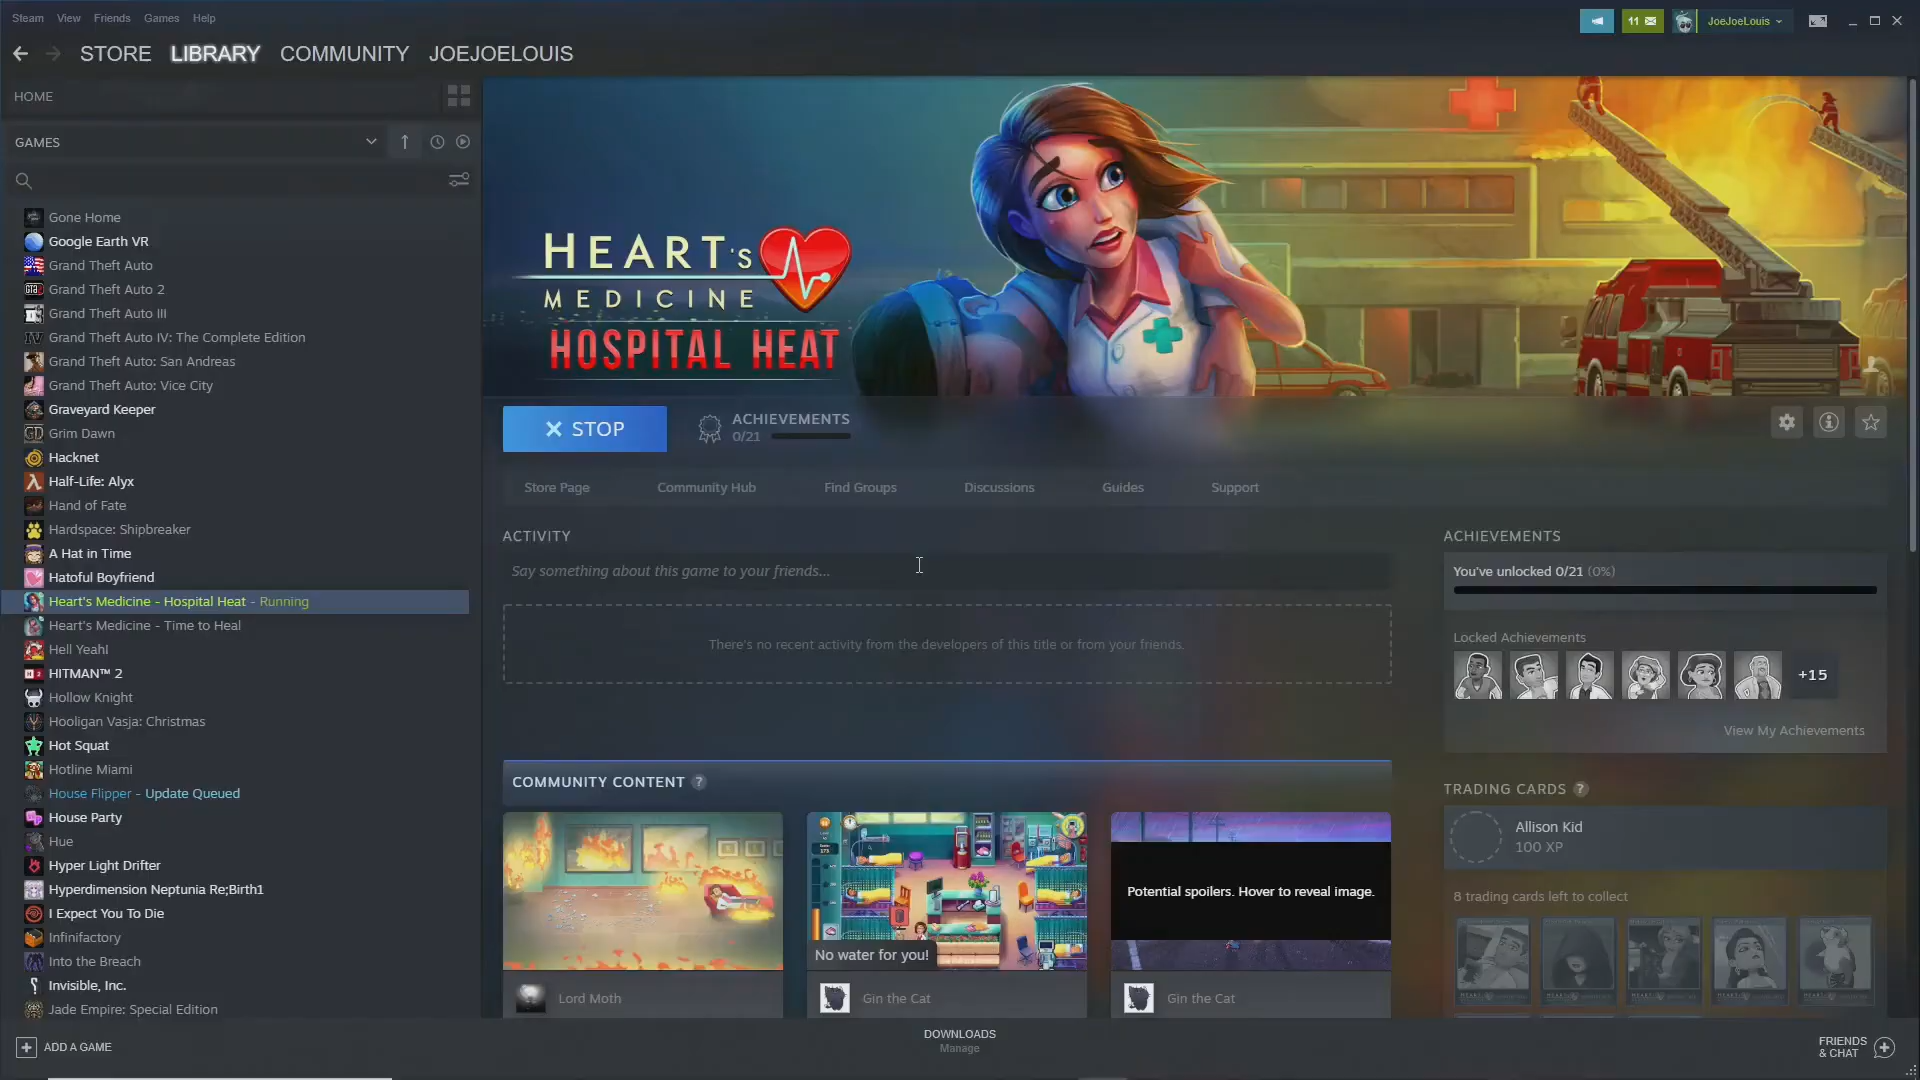 Steam View Friends Games Help
11
JoeJoeLouis
STORE LIBRARY COMMUNITY JOEJOELOUIS
HOME
GAMES
Gone Home
Google Earth VR
Grand Theft Auto
Grand Theft Auto 2
Grand Theft Auto III
Grand Theft Auto IV: The Complete Edition
Grand Theft Auto: San Andreas
Grand Theft Auto: Vice City
Graveyard Keeper
Grim Dawn
Hacknet
Half-Life: Alyx
Hand of Fate
Hardspace: Shipbreaker
A Hat in Time
Hatoful Boyfriend
Heart's Medicine - Hospital Heat - Running
Heart's Medicine - Time to Heal
Hell Yeah!
HITMAN™ 2
Hollow Knight
Hooligan Vasja: Christmas
Hot Squat
Hotline Miami
House Flipper - Update Queued
House Party
Hue
Hyper Light Drifter
Hyperdimension Neptunia Re;Birth1
I Expect You To Die
Infinifactory
Into the Breach
Invisible, Inc.
Jade Empire: Special Edition
ADD A GAME
HEART's
MEDICINE
HOSPITAL HEAT
STOP
ACHIEVEMENTS
0/21
Store Page Community Hub Find Groups Discussions Guides Support
ACTIVITY
Say something about this game to your friends...
There's no recent activity from the developers of this title or from your friends.
COMMUNITY CONTENT ?
No water for you!
Potential spoilers. Hover to reveal image.
Lord Moth
Gin the Cat
Gin the Cat
ACHIEVEMENTS
You've unlocked 0/21 (0%)
Locked Achievements
+15
View My Achievements
TRADING CARDS ?
Allison Kid
100 XP
8 trading cards left to collect
DOWNLOADS
Manage
FRIENDS
& CHAT